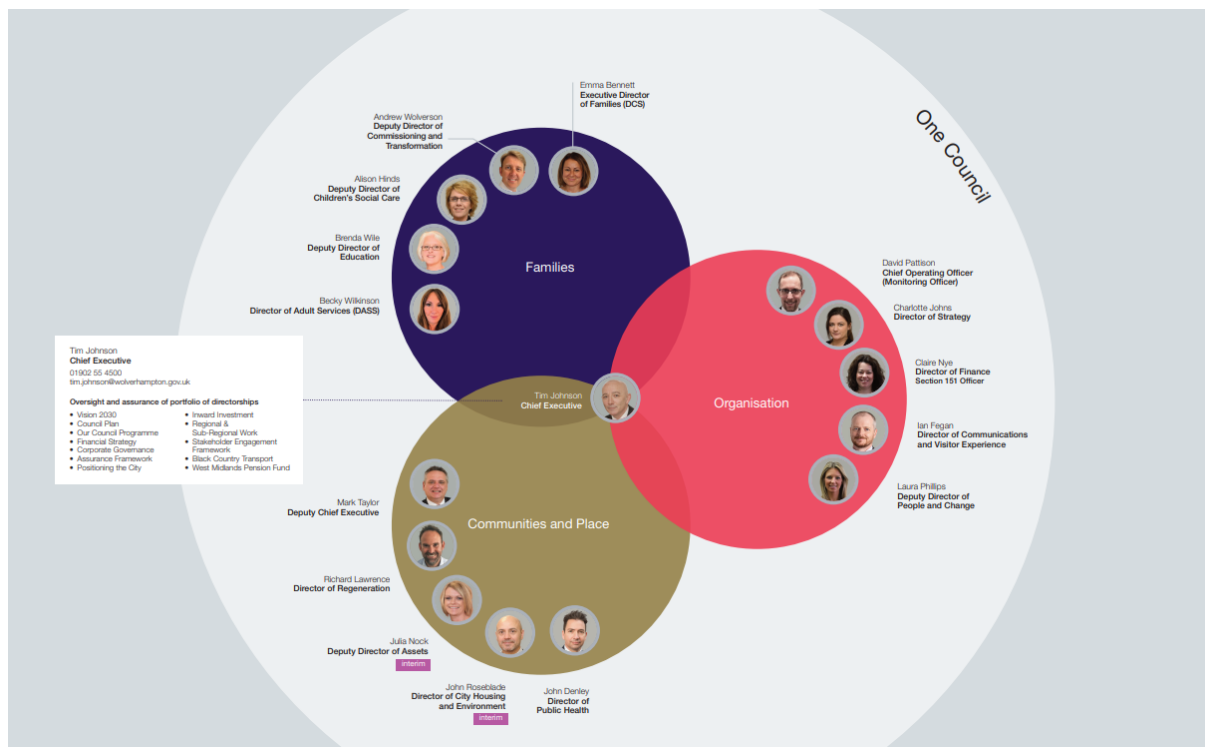 One Council
Emma Bennett
Executive Director
of Families (DCS)
Andrew Wolverson
Deputy Director of
Commissioning and
Transformation
Alison Hinds
Deputy Director of
Children's Social Care
Brenda Wile
Deputy Director of
Education
Becky Wilkinson
Director of Adult Services (DASS)
Families
David Pattison
Chief Operating Officer
(Monitoring Officer)
Charlotte Johns
Director of Strategy
Claire Nye
Director of Finance
Section 151 Officer
Ian Fegan
Director of Communications
and Visitor Experience
Laura Phillips
Deputy Director of
People and Change
Organisation
Tim Johnson
Chief Executive
01902 55 4500
tim.johnson@wolverhampton.gov.uk
Oversight and assurance of portfolio of directorships
• Vision 2030
• Council Plan
• Our Council Programme
• Financial Strategy
• Corporate Governance
• Assurance Framework
• Positioning the City
• Inward Investment
• Regional &
Sub-Regional Work
• Stakeholder Engagement
Framework
• Black Country Transport
• West Midlands Pension Fund
Tim Johnson
Chief Executive
Communities and Place
Mark Taylor
Deputy Chief Executive
Richard Lawrence
Director of Regeneration
Julia Nock
Deputy Director of Assets
interim
John Roseblade
Director of City Housing
and Environment
interim
John Denley
Director of
Public Health